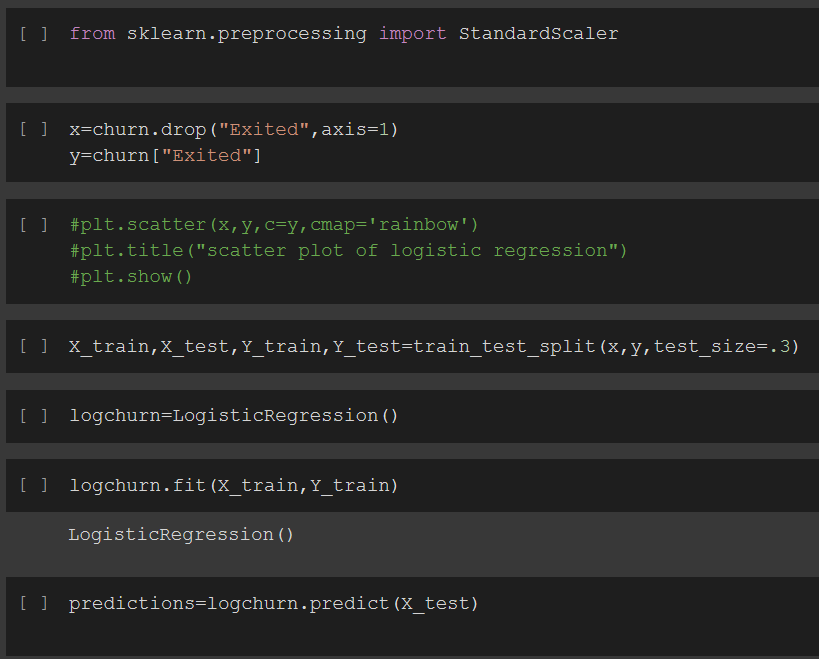 [ ] from sklearn.preprocessing import StandardScaler
[ ] x=churn.drop("Exited",axis=1)
y=churn["Exited"]
[ ] #plt.scatter(x,y,c=y,cmap='rainbow')
#plt.title("scatter plot of logistic regression")
#plt.show()
[ ] X_train,X_test,Y_train,Y_test=train_test_split(x,y,test_size=.3)
[ ] logchurn=LogisticRegression()
[ ] logchurn.fit(X_train,Y_train)
LogisticRegression()
[ ] predictions=logchurn.predict(X_test)